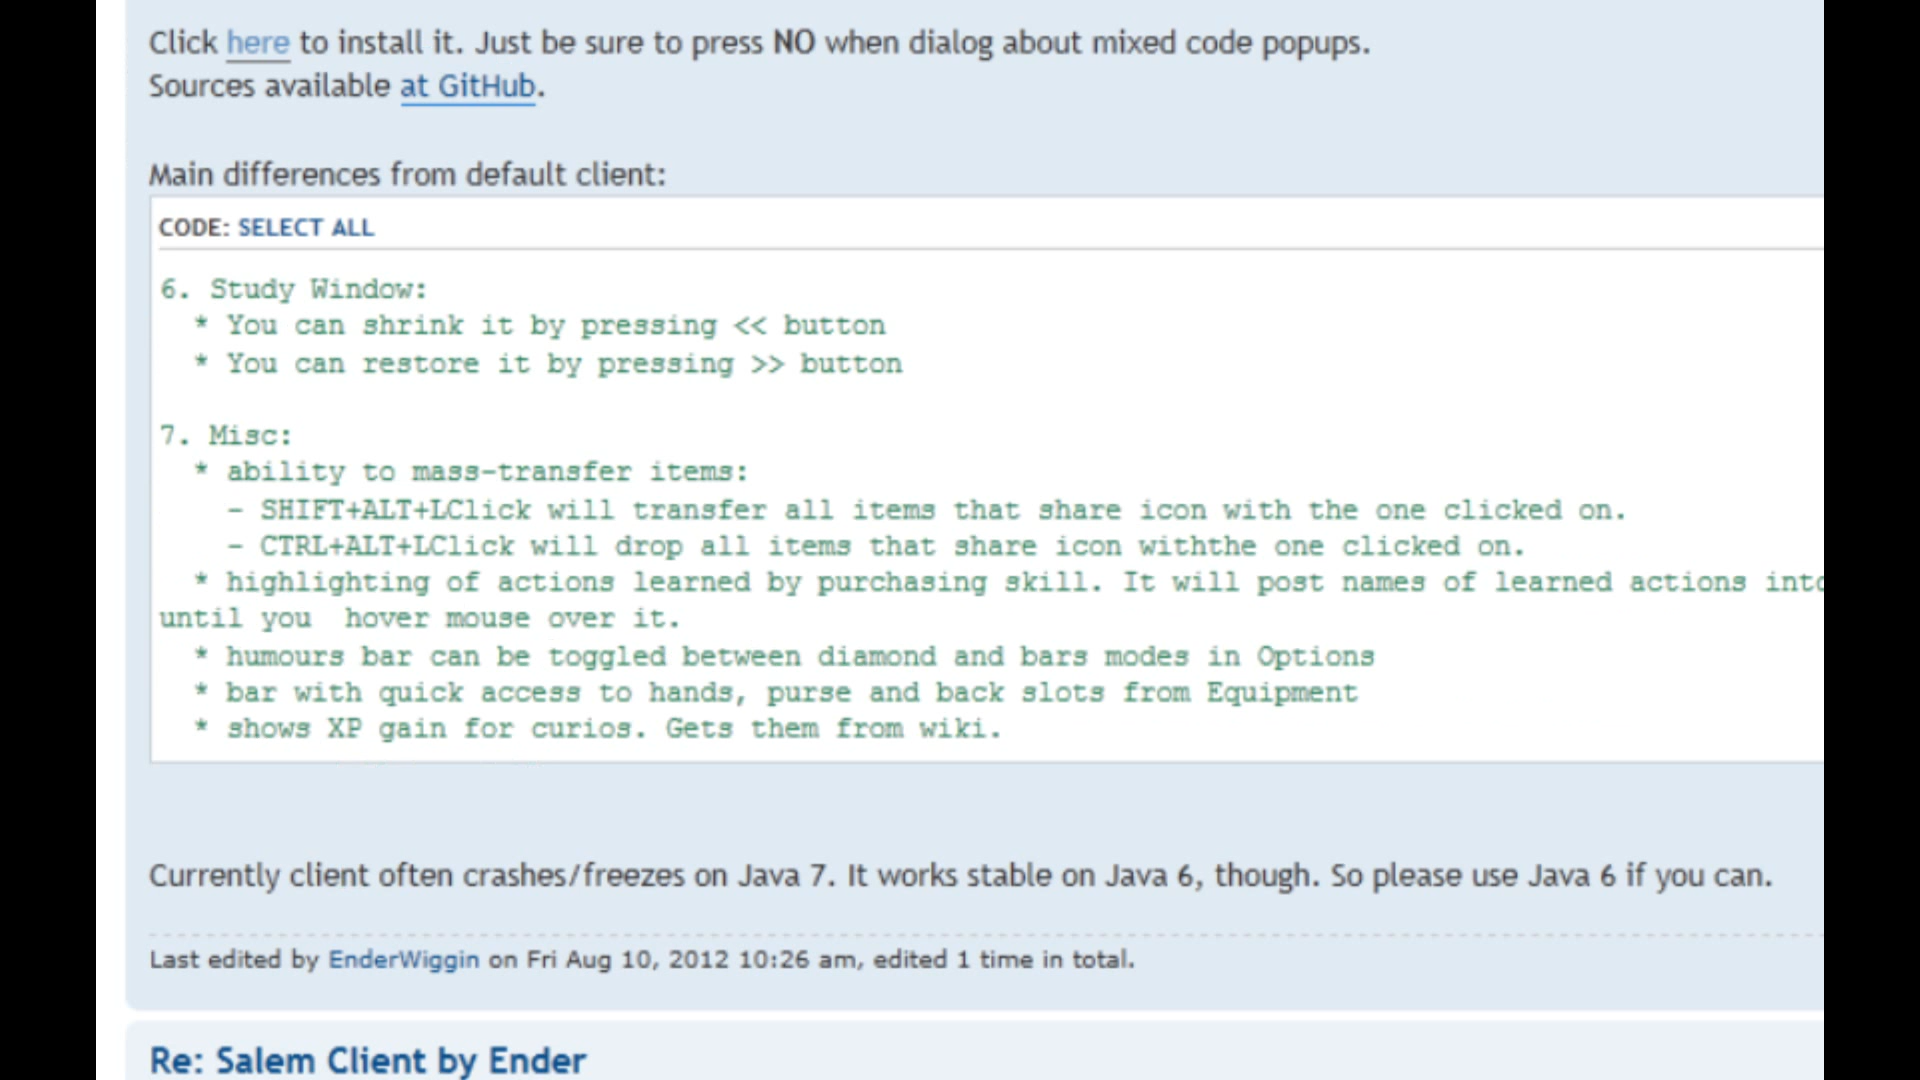 Click here to install it. Just be sure to press NO when dialog about mixed code popups.
Sources available at GitHub.
Main differences from default client:
CODE: SELECT ALL
6. Study Window:
* You can shrink it by pressing << button
* You can restore it by pressing >> button
7. Misc:
* ability to mass-transfer items:
- SHIFT+ALT+LClick will transfer all items that share icon with the one clicked on.
- CTRL+ALT+LClick will drop all items that share icon withthe one clicked on.
* highlighting of actions learned by purchasing skill. It will post names of learned actions into
until you  hover mouse over it.
* humours bar can be toggled between diamond and bars modes in Options
* bar with quick access to hands, purse and back slots from Equipment
* shows XP gain for curios. Gets them from wiki.
Currently client often crashes/freezes on Java 7. It works stable on Java 6, though. So please use Java 6 if you can.
Last edited by EnderWiggin on Fri Aug 10, 2012 10:26 am, edited 1 time in total.
Re: Salem Client by Ender